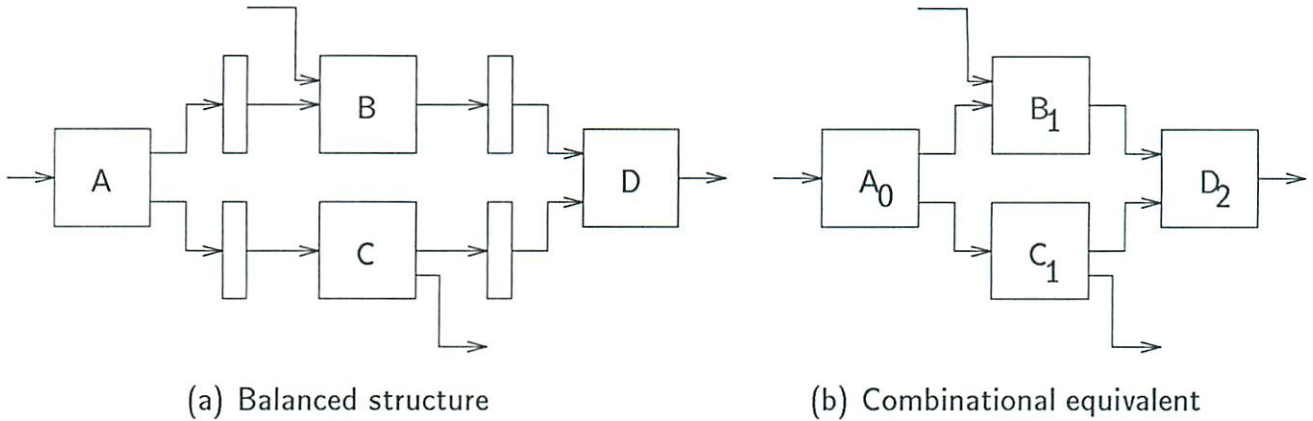 B
A
C
D
(a) Balanced structure
B₁
A₀
C₁
D₂
(b) Combinational equivalent